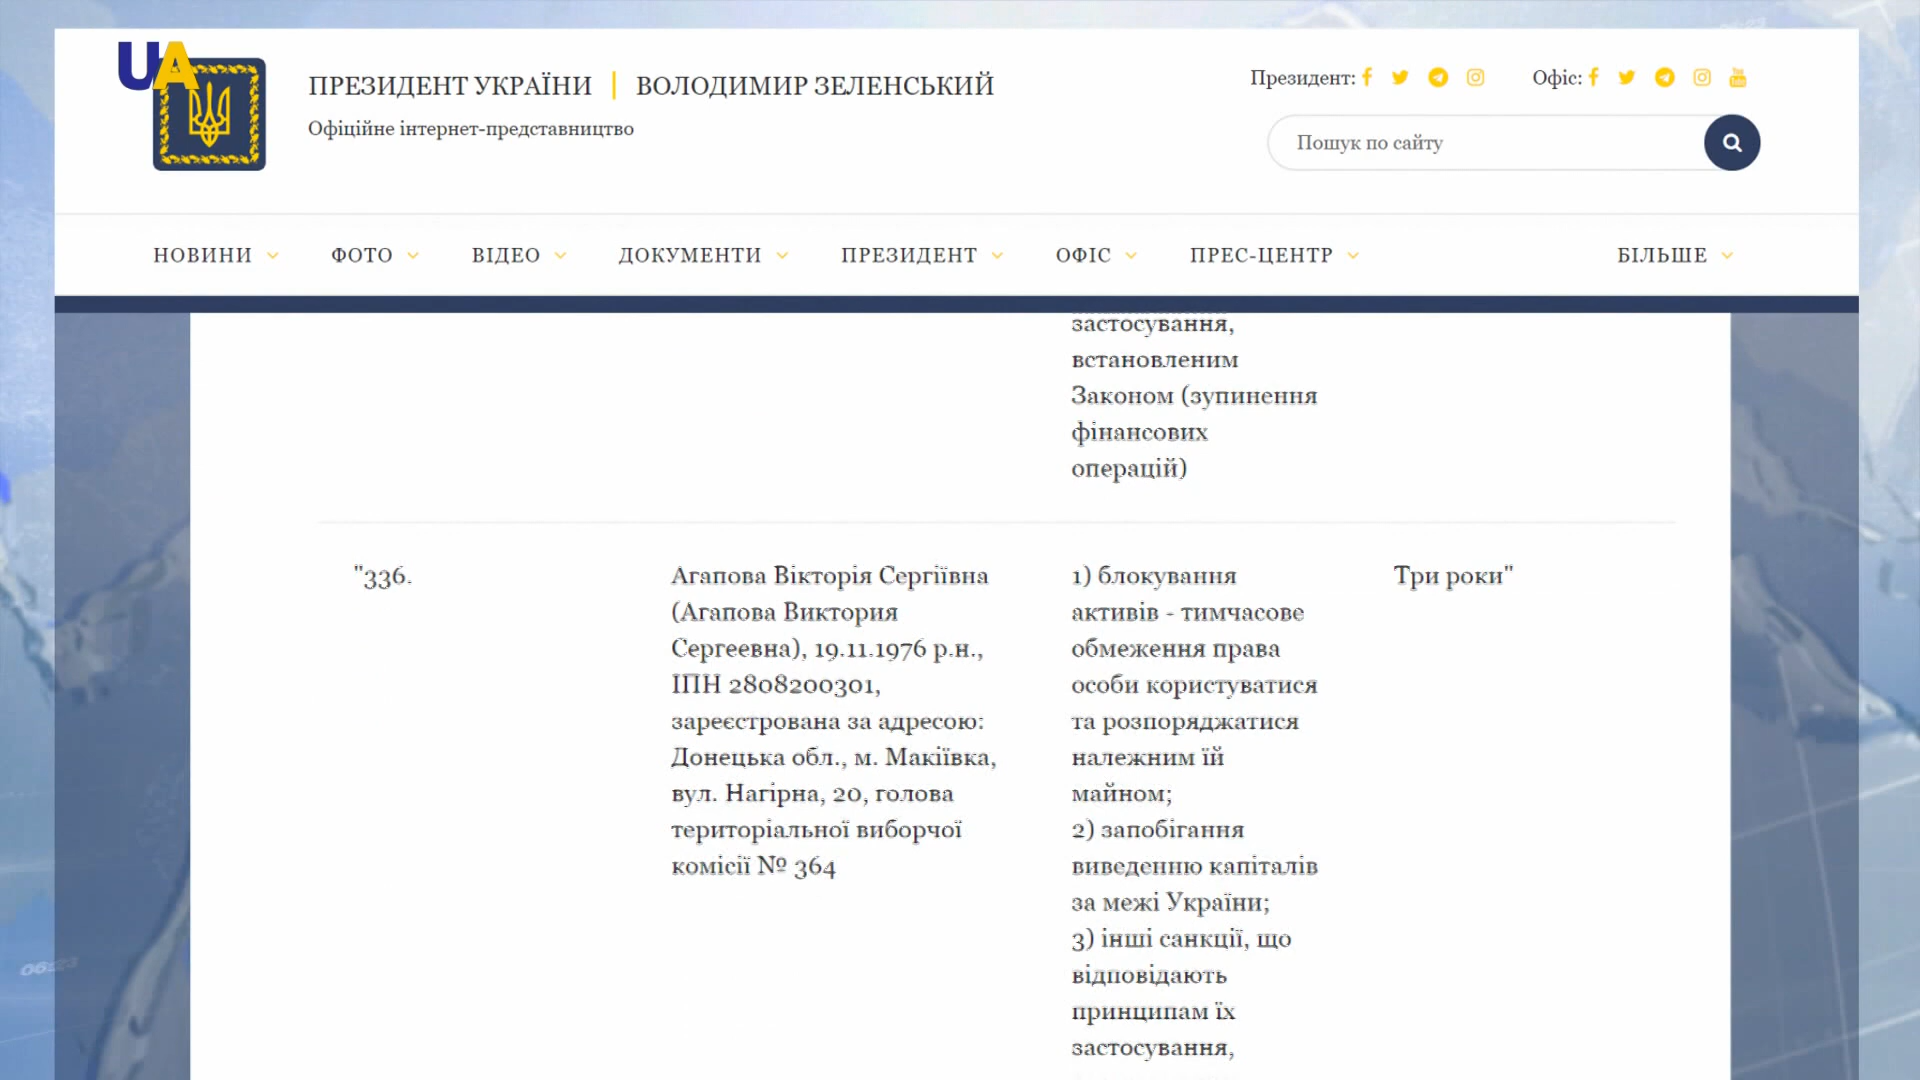 UA
ПРЕЗИДЕНТ УКРАЇНИ | ВОЛОДИМИР ЗЕЛЕНСЬКИЙ
Офіційне інтернет-представництво
Президент:
Офіс:
Пошук по сайту
НОВИНИ ФОТО ВІДЕО ДОКУМЕНТИ ПРЕЗИДЕНТ ОФІС ПРЕС-ЦЕНТР БІЛЬШЕ
застосування,
встановленим
Законом (зупинення
фінансових
операцій)
"336.
Агапова Вікторія Сергіївна
(Агапова Виктория
Сергеевна), 19.11.1976 р.н.,
ІПН 2808200301,
зареєстрована за адресою:
Донецька обл., м. Макіївка,
вул. Нагірна, 20, голова
територіальної виборчої
комісії № 364
1) блокування
активів - тимчасове
обмеження права
особи користуватися
та розпоряджатися
належним їй
майном;
2) запобігання
виведенню капіталів
за межі України;
3) інші санкції, що
відповідають
принципам їх
застосування,
Три роки"
06:23